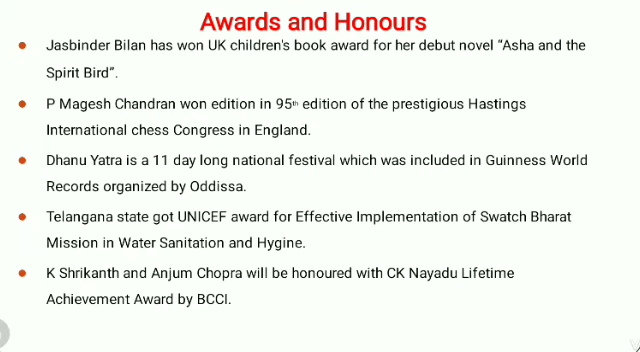 Awards and Honours
Jasbinder Bilan has won UK children's book award for her debut novel “Asha and the
Spirit Bird”.
P Magesh Chandran won edition in 95th edition of the prestigious Hastings
International chess Congress in England.
Dhanu Yatra is a 11 day long national festival which was included in Guinness World
Records organized by Oddissa.
Telangana state got UNICEF award for Effective Implementation of Swatch Bharat
Mission in Water Sanitation and Hygine.
K Shrikanth and Anjum Chopra will be honoured with CK Nayadu Lifetime
Achievement Award by BCCI.